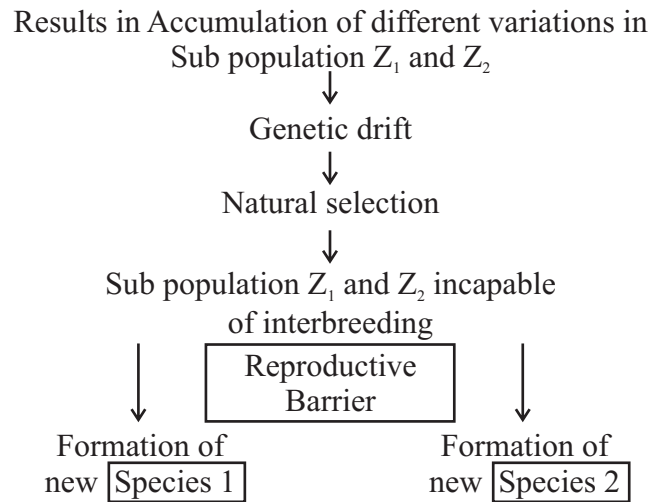 Results in Accumulation of different variations in
Sub population Z₁ and Z₂
Genetic drift
Natural selection
Sub population Z₁ and Z₂ incapable
of interbreeding
Reproductive
Barrier
Formation of
new Species 1
Formation of
new Species 2